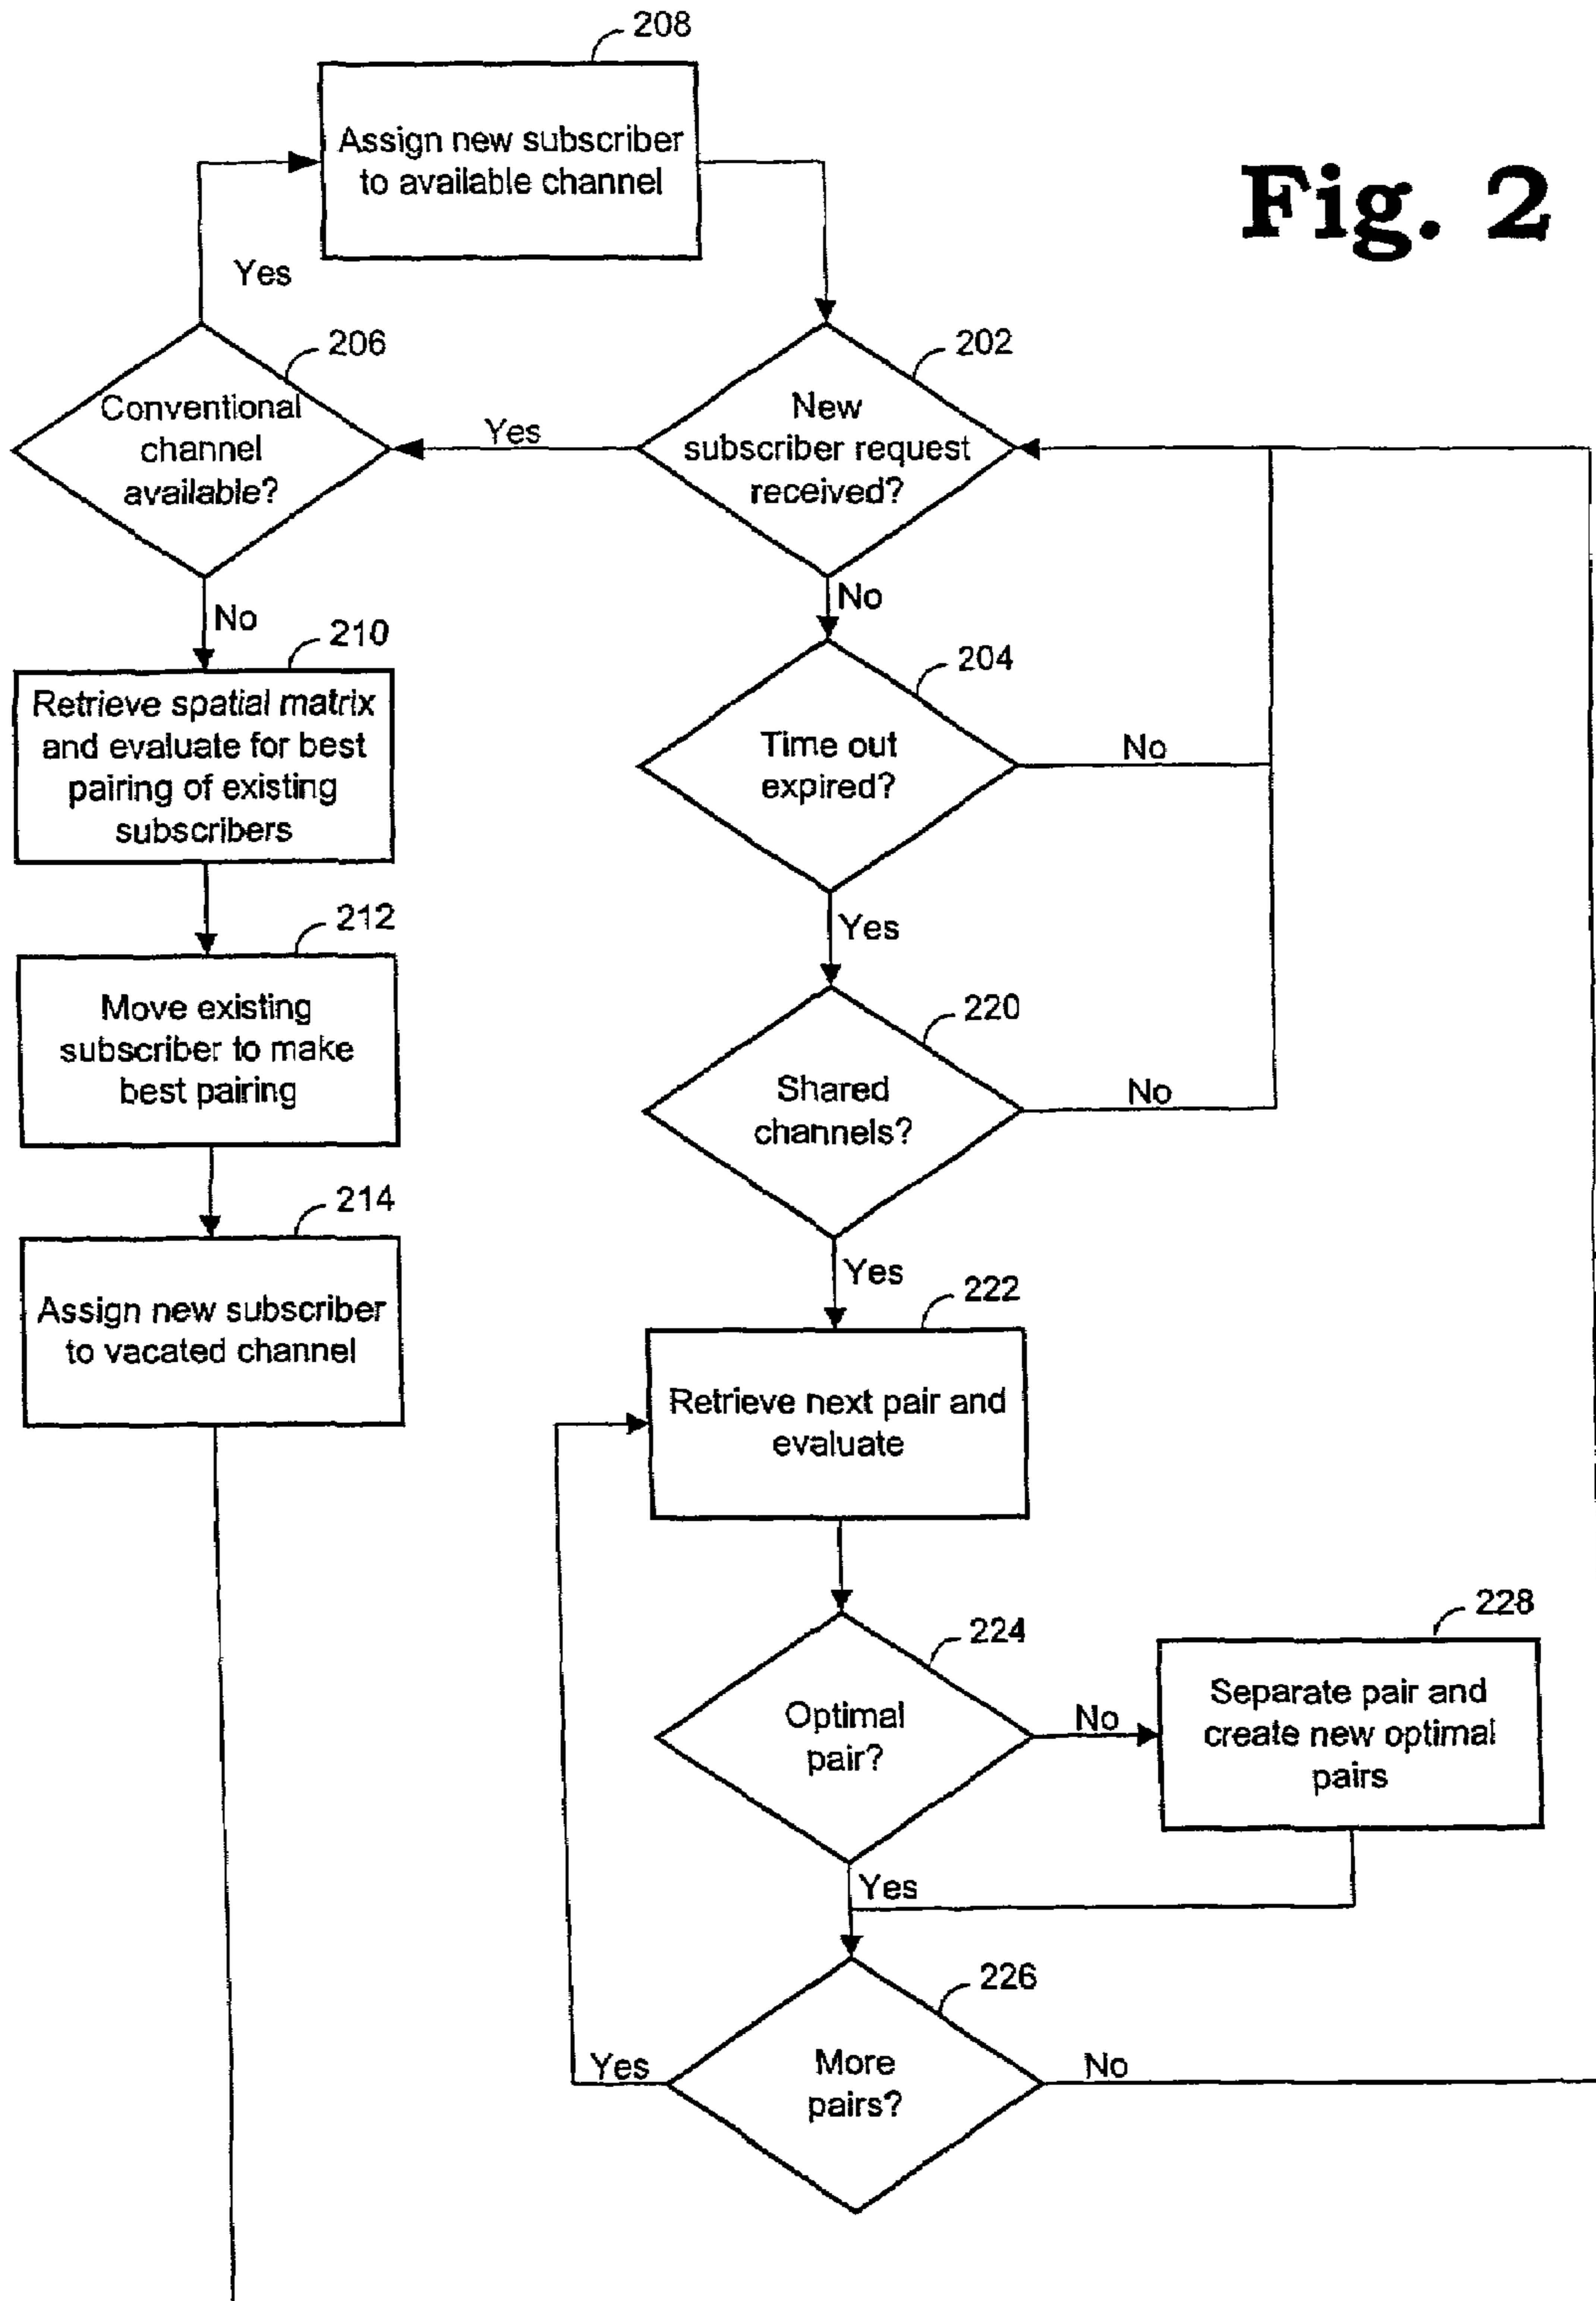 208
Assign new subscriber
to available channel
Fig. 2
Yes
206
Conventional
channel
available?
Yes
202
New
subscriber request
received?
No
210
Retrieve spatial matrix
and evaluate for best
pairing of existing
subscribers
No
204
Time out
expired?
No
212
Move existing
subscriber to make
best pairing
Yes
220
Shared
channels?
No
214
Assign new subscriber
to vacated channel
Yes
222
Retrieve next pair and
evaluate
224
Optimal
pair?
No
228
Separate pair and
create new optimal
pairs
Yes
226
More
pairs?
Yes
No